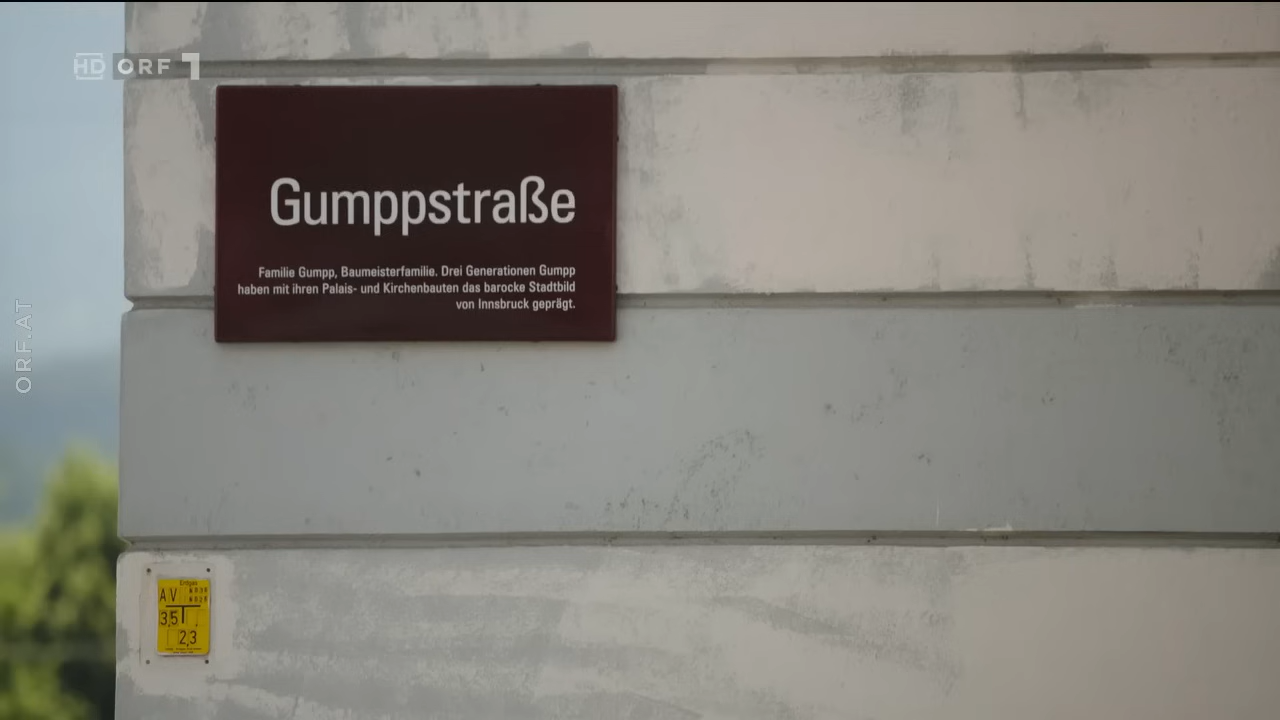 HD ORF 1
Gumppstraße
Familie Gumpp, Baumeisterfamilie. Drei Generationen Gumpp
haben mit ihren Palais- und Kirchenbauten das barocke Stadtbild
von Innsbruck geprägt.
ORF.AT
Erdgas
A V
3,5
2,3